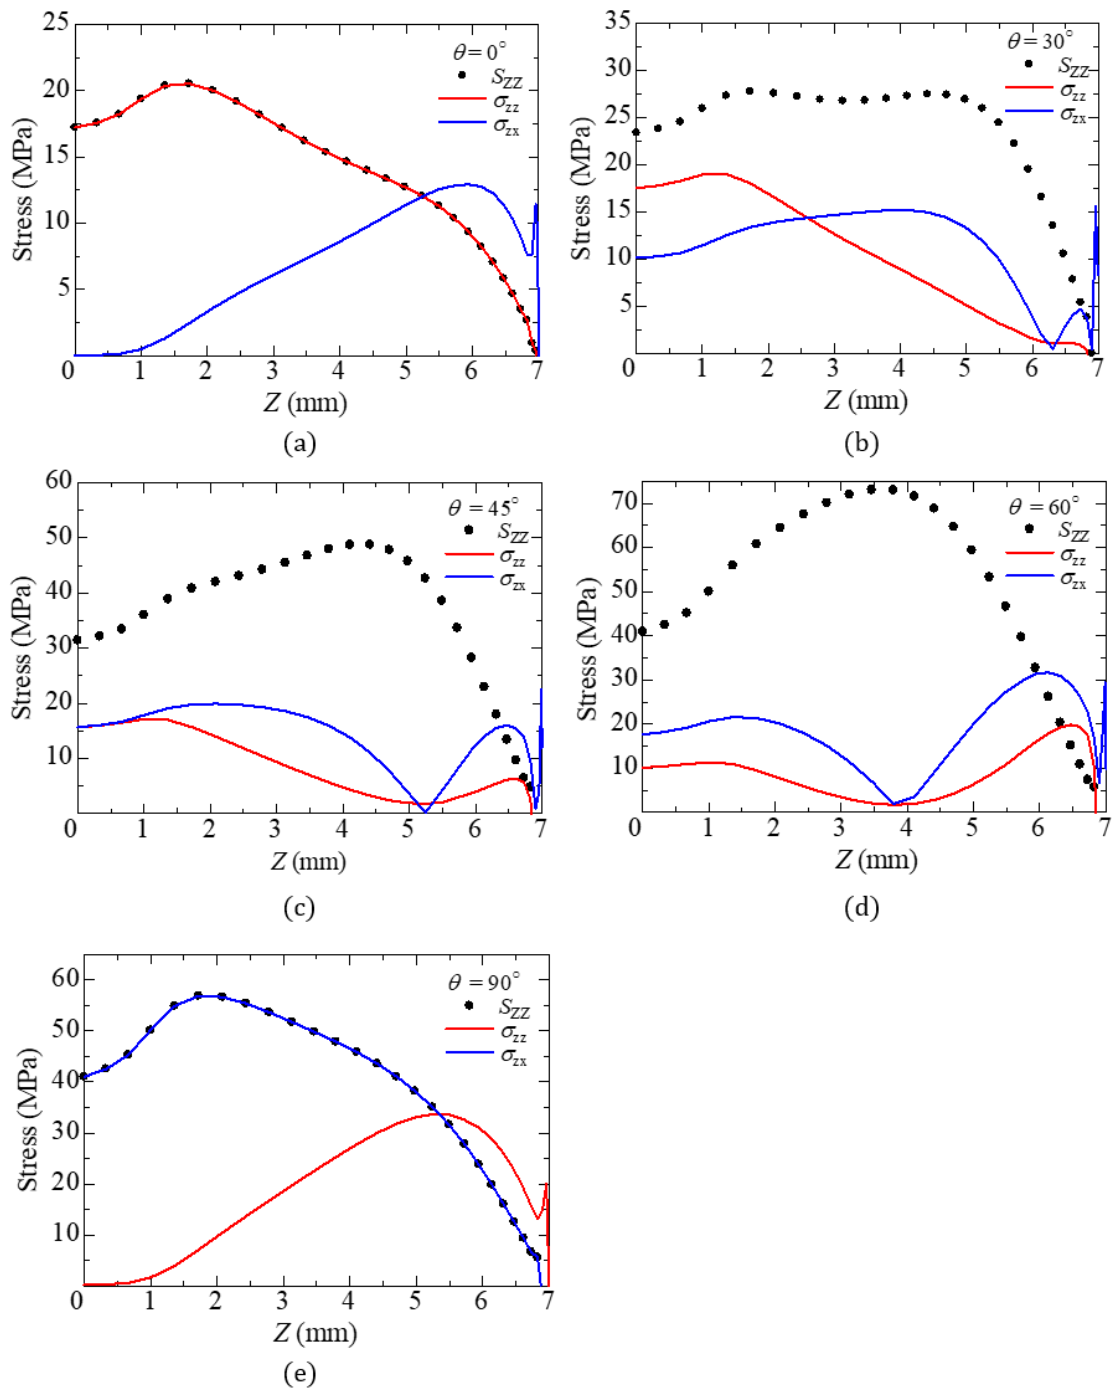 25
20
15
10
5
0 1 2 3 4 5 6 7
Stress (MPa)
Z (mm)
θ = 0°
S_ZZ
σ_zz
σ_zx
(a)
35
30
25
20
15
10
5
0 1 2 3 4 5 6 7
Stress (MPa)
Z (mm)
θ = 30°
S_ZZ
σ_zz
σ_zx
(b)
60
50
40
30
20
10
0 1 2 3 4 5 6 7
Stress (MPa)
Z (mm)
θ = 45°
S_ZZ
σ_zz
σ_zx
(c)
70
60
50
40
30
20
10
0 1 2 3 4 5 6 7
Stress (MPa)
Z (mm)
θ = 60°
S_ZZ
σ_zz
σ_zx
(d)
60
50
40
30
20
10
0 1 2 3 4 5 6 7
Stress (MPa)
Z (mm)
θ = 90°
S_ZZ
σ_zz
σ_zx
(e)